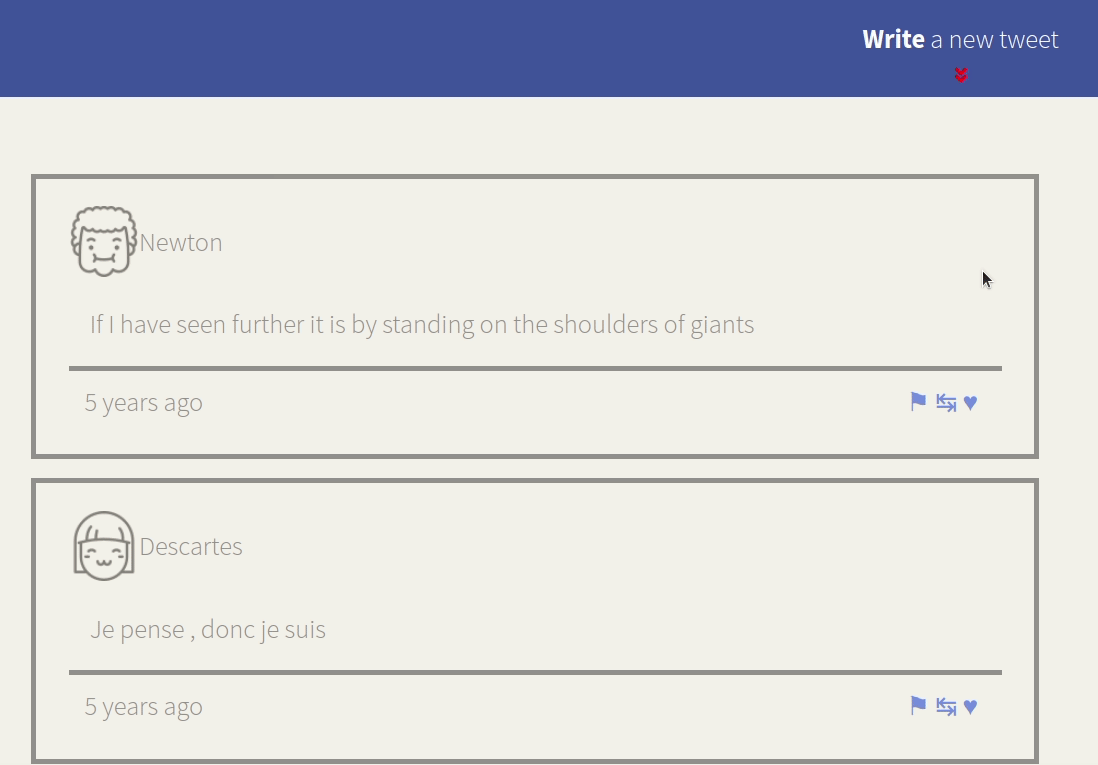 Write a new tweet
Newton
If I have seen further it is by standing on the shoulders of giants
5 years ago
Descartes
Je pense , donc je suis
5 years ago